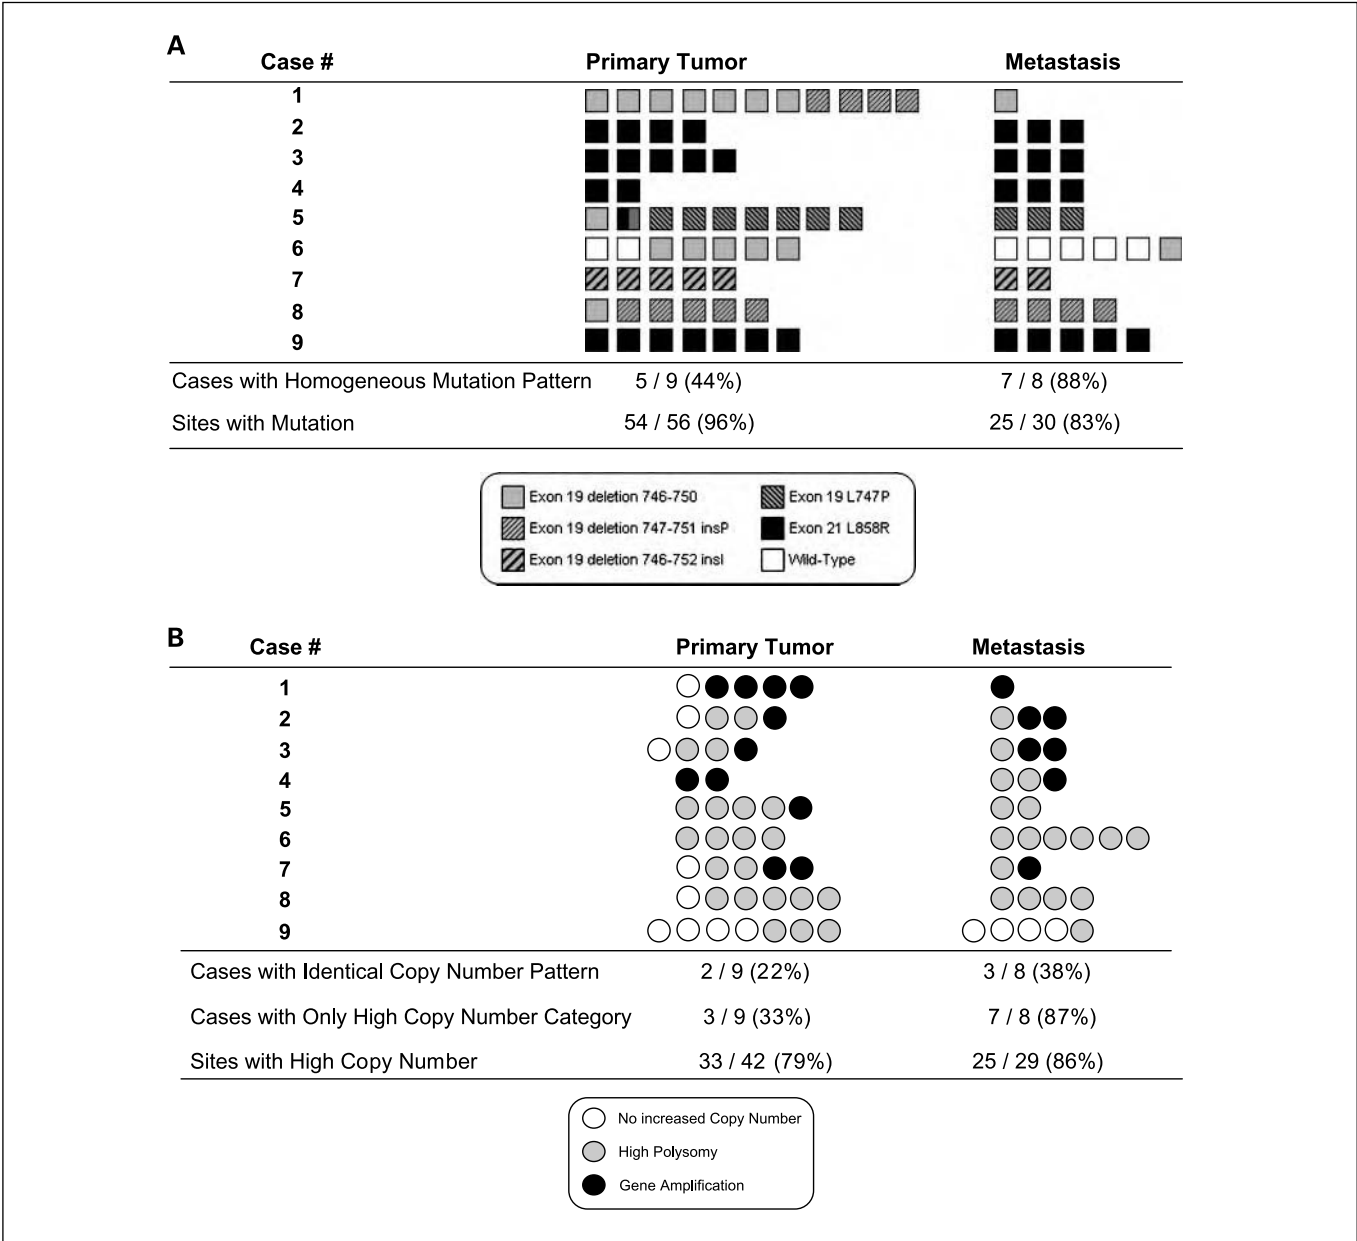 A
Case # Primary Tumor Metastasis
1
2
3
4
5
6
7
8
9
Cases with Homogeneous Mutation Pattern 5 / 9 (44%) 7 / 8 (88%)
Sites with Mutation 54 / 56 (96%) 25 / 30 (83%)
Exon 19 deletion 746-750 Exon 19 L747P
Exon 19 deletion 747-751 insP Exon 21 L858R
Exon 19 deletion 746-752 insI Wild-Type
B
Case # Primary Tumor Metastasis
1
2
3
4
5
6
7
8
9
Cases with Identical Copy Number Pattern 2 / 9 (22%) 3 / 8 (38%)
Cases with Only High Copy Number Category 3 / 9 (33%) 7 / 8 (87%)
Sites with High Copy Number 33 / 42 (79%) 25 / 29 (86%)
No increased Copy Number
High Polysomy
Gene Amplification